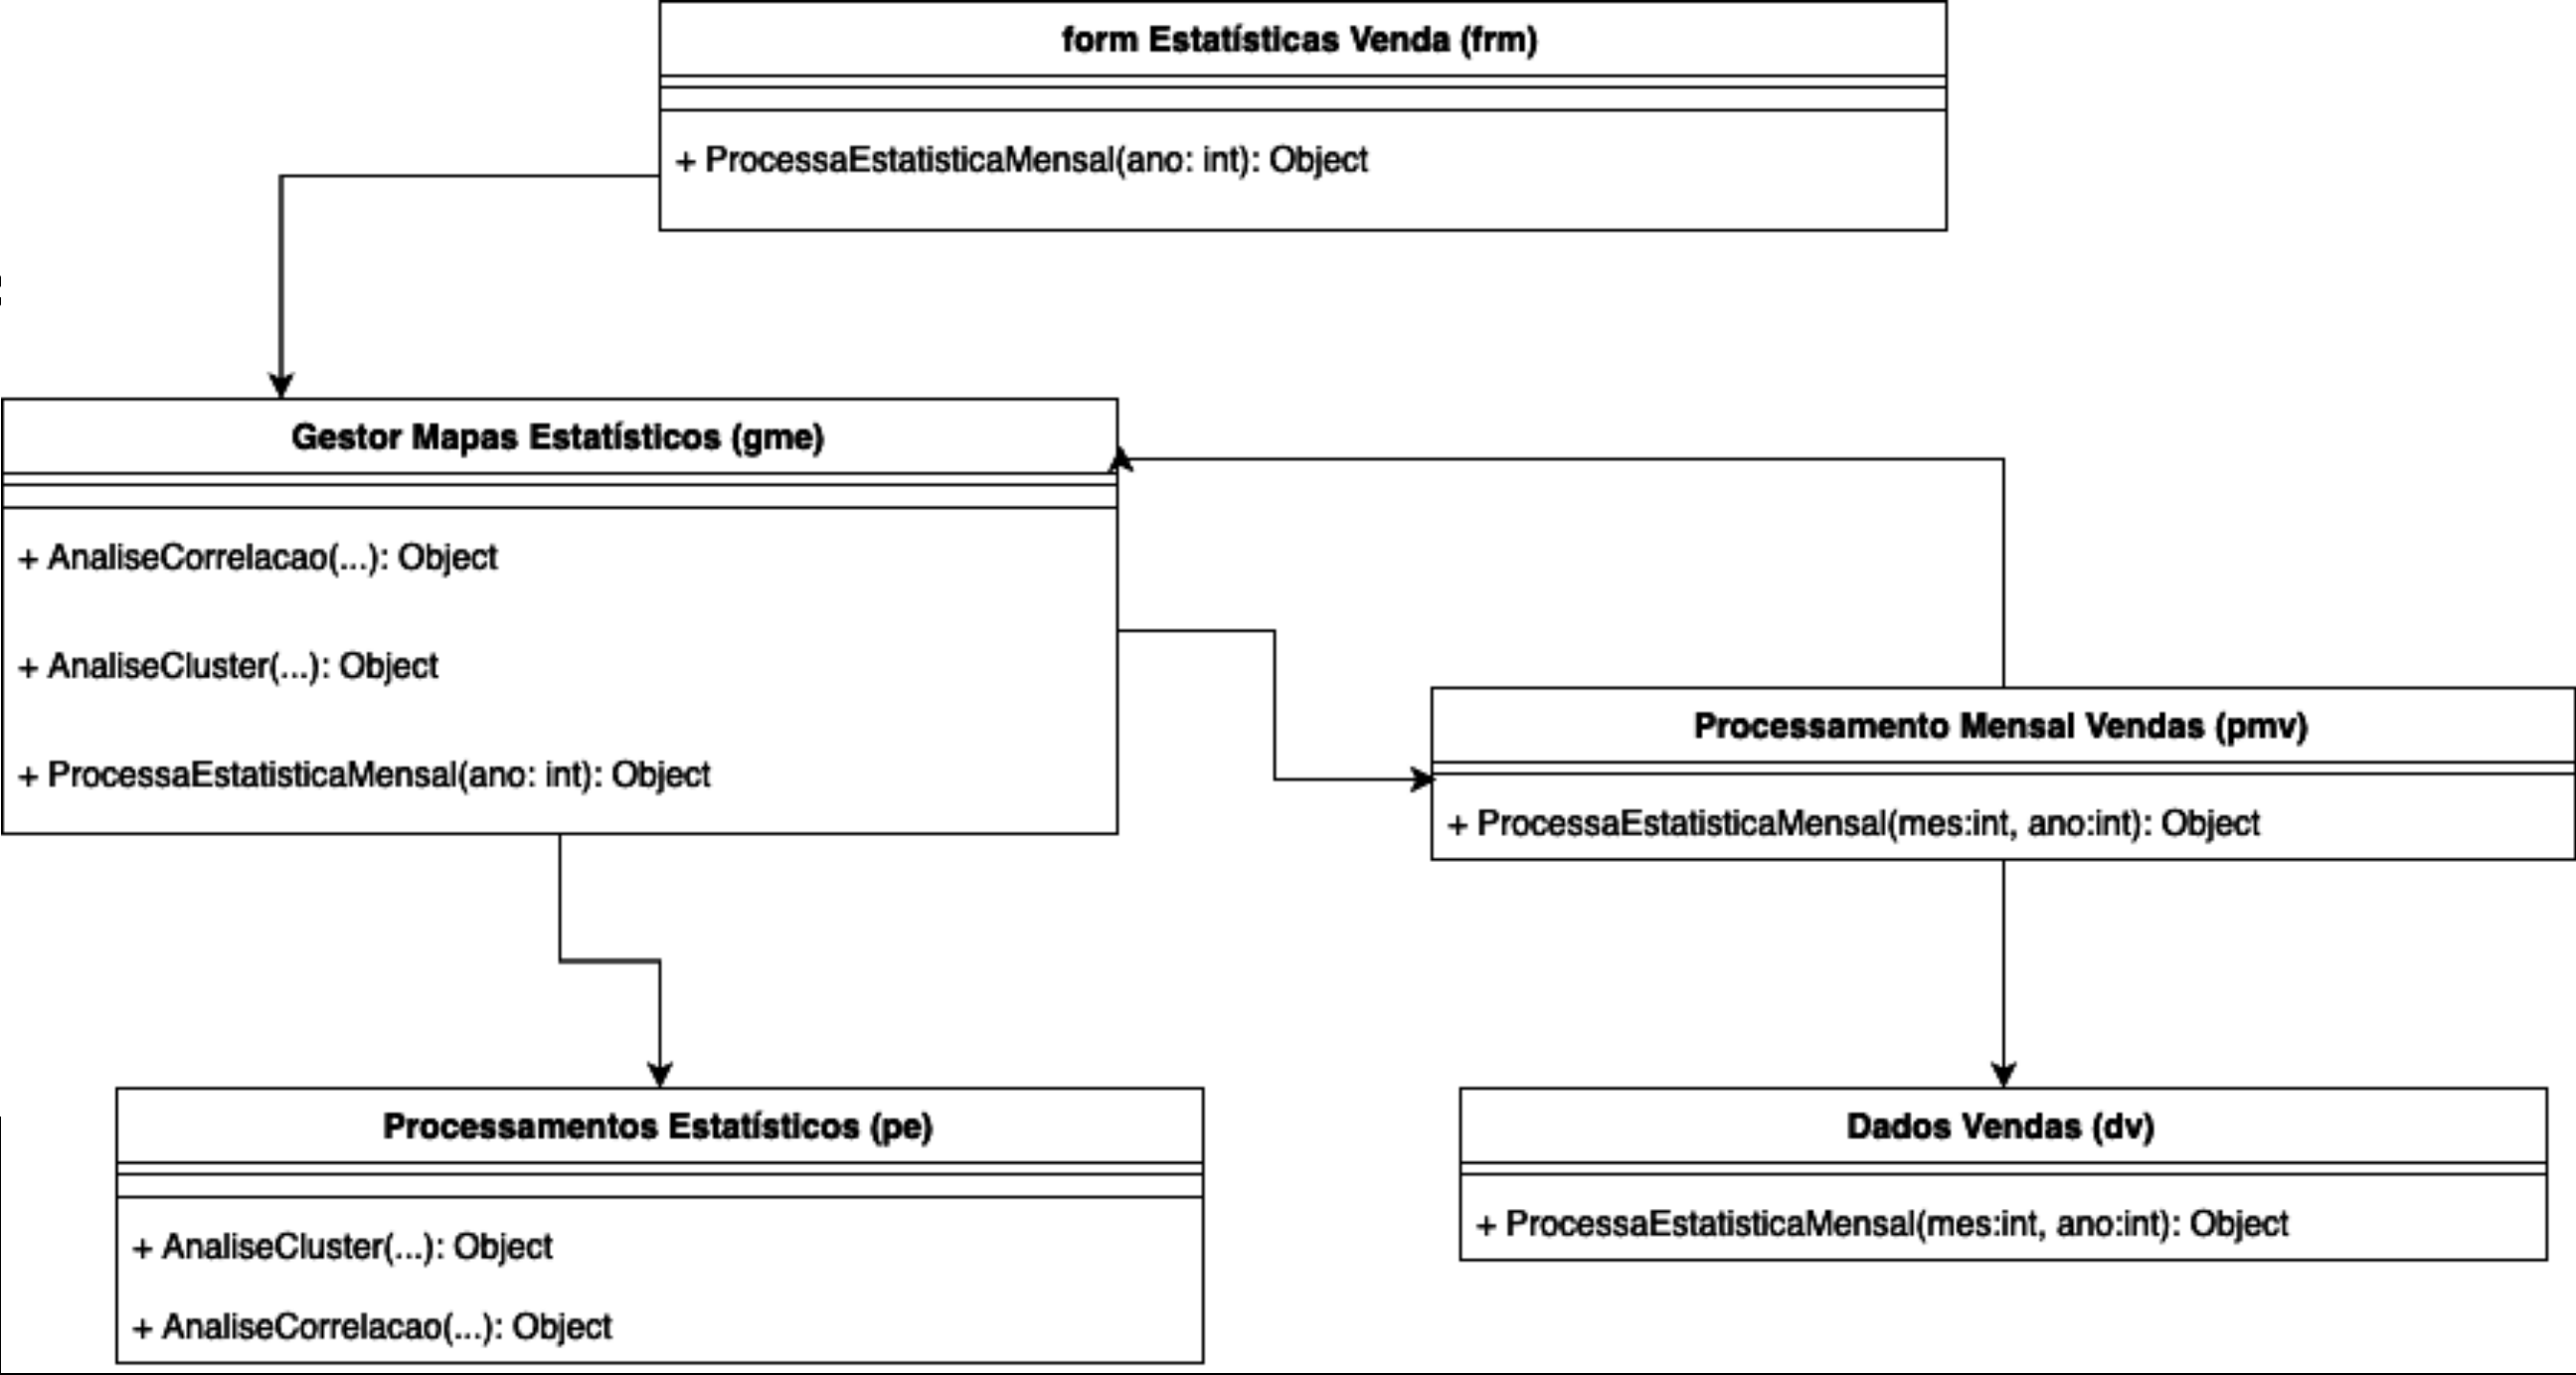 form Estatísticas Venda (frm)
+ ProcessaEstatisticaMensal(ano: int): Object
Gestor Mapas Estatísticos (gme)
+ AnaliseCorrelacao(...): Object
+ AnaliseCluster(...): Object
+ ProcessaEstatisticaMensal(ano: int): Object
Processamento Mensal Vendas (pmv)
+ ProcessaEstatisticaMensal(mes:int, ano:int): Object
Processamentos Estatísticos (pe)
+ AnaliseCluster(...): Object
+ AnaliseCorrelacao(...): Object
Dados Vendas (dv)
+ ProcessaEstatisticaMensal(mes:int, ano:int): Object